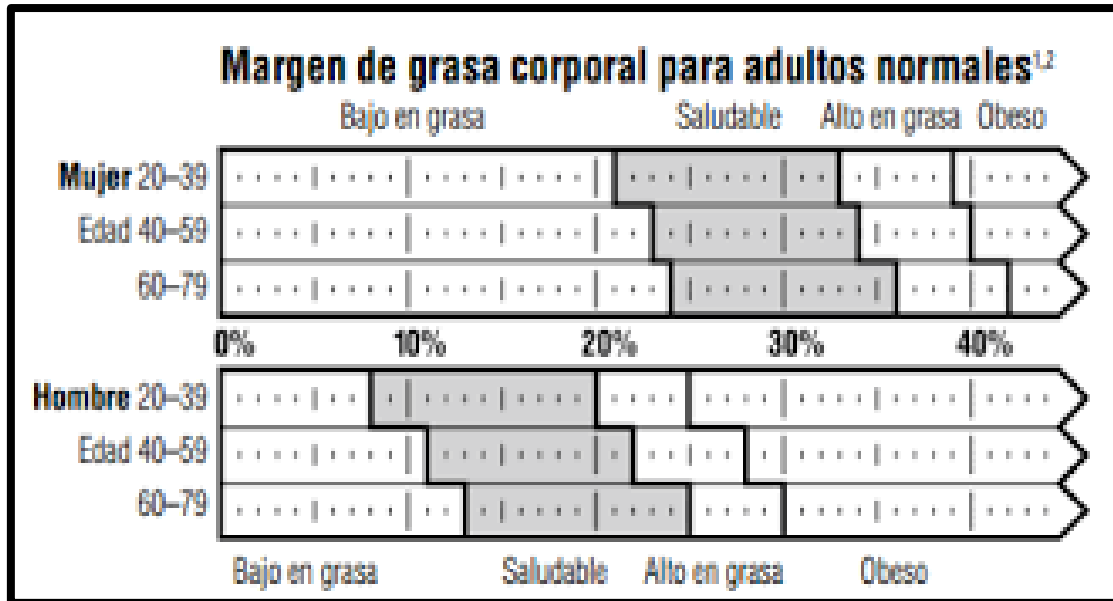 Margen de grasa corporal para adultos normales¹,²
Bajo en grasa Saludable Alto en grasa Obeso
Mujer 20–39
Edad 40–59
60–79
0% 10% 20% 30% 40%
Hombre 20–39
Edad 40–59
60–79
Bajo en grasa Saludable Alto en grasa Obeso